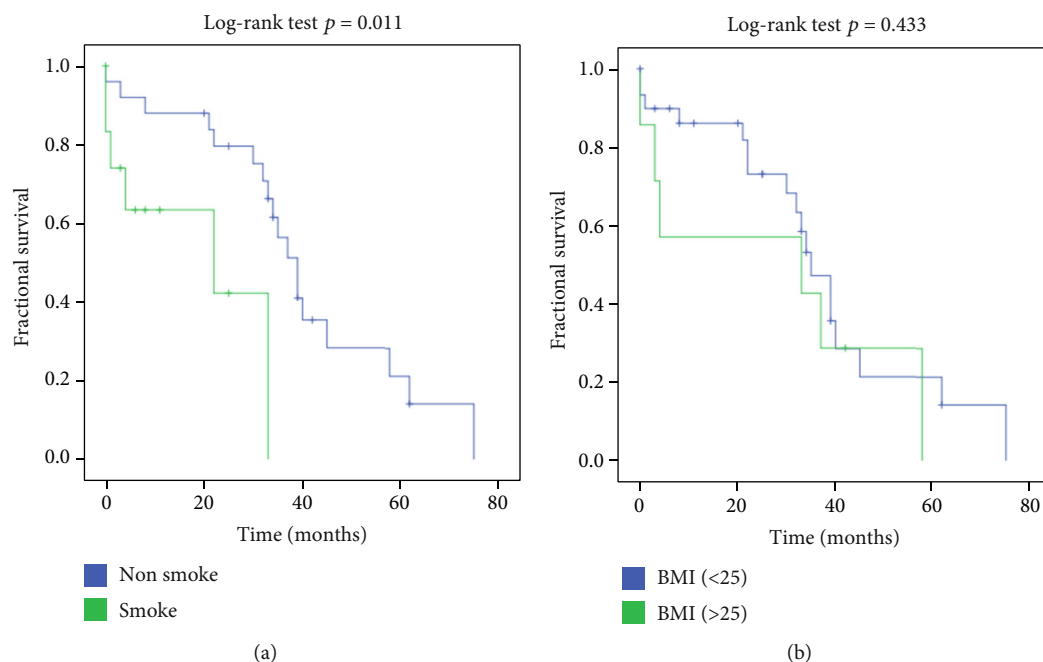 Log-rank test p = 0.011
1.0
0.8
0.6
0.4
0.2
0.0
Fractional survival
0 20 40 60 80
Time (months)
Non smoke
Smoke
(a)
Log-rank test p = 0.433
1.0
0.8
0.6
0.4
0.2
0.0
Fractional survival
0 20 40 60 80
Time (months)
BMI (<25)
BMI (>25)
(b)